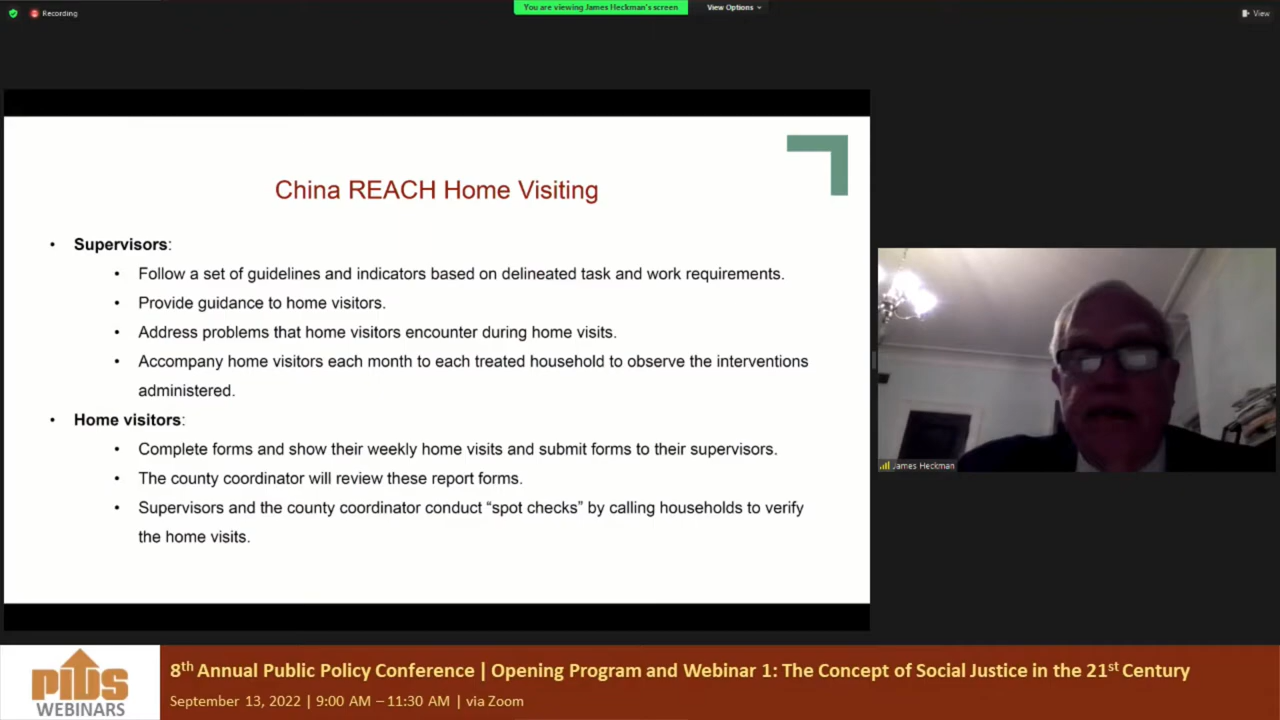 Recording
You are viewing James Heckman's screen
View Options
View
China REACH Home Visiting
• Supervisors:
• Follow a set of guidelines and indicators based on delineated task and work requirements.
• Provide guidance to home visitors.
• Address problems that home visitors encounter during home visits.
• Accompany home visitors each month to each treated household to observe the interventions
administered.
• Home visitors:
• Complete forms and show their weekly home visits and submit forms to their supervisors.
• The county coordinator will review these report forms.
• Supervisors and the county coordinator conduct “spot checks” by calling households to verify
the home visits.
James Heckman
PIDS
WEBINARS
8th Annual Public Policy Conference | Opening Program and Webinar 1: The Concept of Social Justice in the 21st Century
September 13, 2022 | 9:00 AM – 11:30 AM | via Zoom